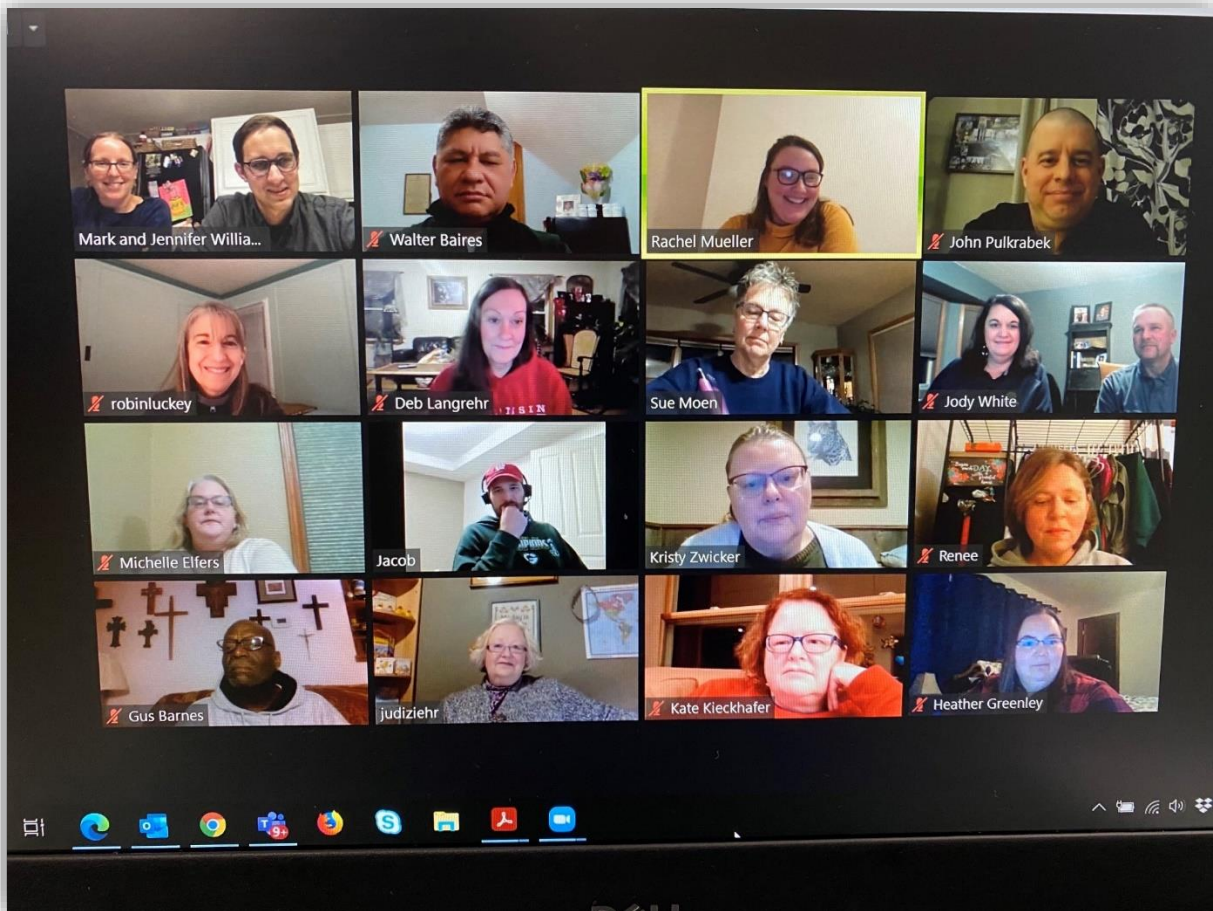 Mark and Jennifer Willia...
Walter Baires
Rachel Mueller
John Pulkrabek
robinluckey
Deb Langrehr
Sue Moen
Jody White
Michelle Elfers
Jacob
Kristy Zwicker
Renee
Gus Barnes
judiziehr
Kate Kieckhafer
Heather Greenley
9+